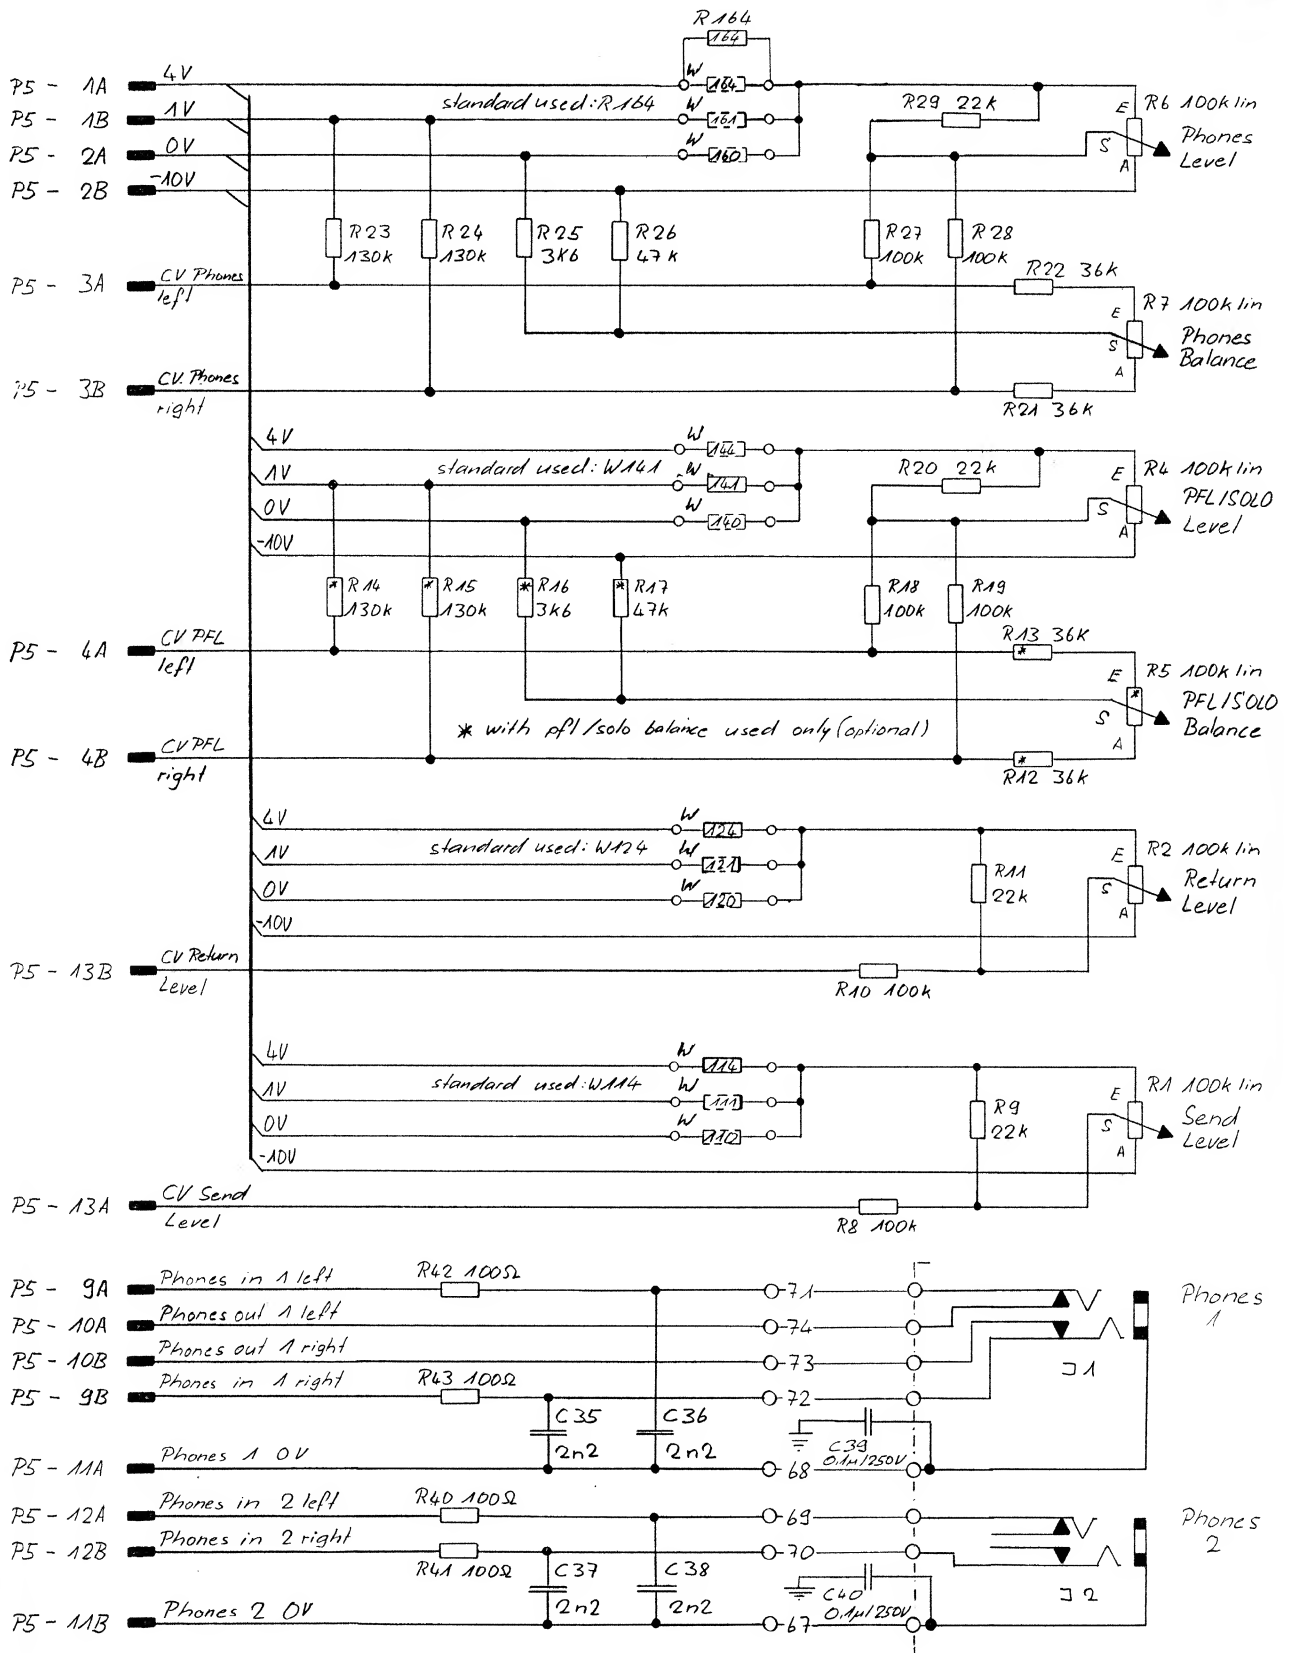 R164
164
P5 - 1A 4V W 164
P5 - 1B 1V standard used: R164 W 161 R29 22k E R6 100k lin
P5 - 2A 0V W 160 S Phones
Level
P5 - 2B -10V A
R23 R24 R25 R26 R27 R28
130k 130k 3k6 47k 100k 100k
P5 - 3A CV Phones R22 36k
left
E R7 100k lin
S Phones
Balance
A
P5 - 3B CV. Phones
right R21 36k
4V W 144
1V standard used: W141 W 141 R20 22k E R4 100k lin
0V W 140 S PFL/SOLO
Level
-10V A
* R14 * R15 * R16 * R17 R18 R19
130k 130k 3k6 47k 100k 100k
P5 - 4A CV PFL R13 36k
left *
E R5 100k lin
* PFL/SOLO
S Balance
* with pfl/solo balance used only (optional)
A
P5 - 4B CV PFL *
right R12 36k
4V W 124
1V standard used: W124 W 121 E R2 100k lin
R11
22k
0V W 120 S Return
Level
-10V A
P5 - 13B CV Return
Level R10 100k
4V W 114
1V standard used: W114 W 111 E R1 100k lin
R9
22k
0V W 110 S Send
Level
-10V A
P5 - 13A CV Send
Level R8 100k
P5 - 9A Phones in 1 left R42 100Ω 71 Phones
1
P5 - 10A Phones out 1 left 74
P5 - 10B Phones out 1 right 73 J1
P5 - 9B Phones in 1 right R43 100Ω 72
C35 C36
2n2 2n2
C39
0,1µ/250V
P5 - 11A Phones 1 0V 68
P5 - 12A Phones in 2 left R40 100Ω 69 Phones
2
P5 - 12B Phones in 2 right R41 100Ω 70
C37 C38 J2
2n2 2n2
C40
0,1µ/250V
P5 - 11B Phones 2 0V 67